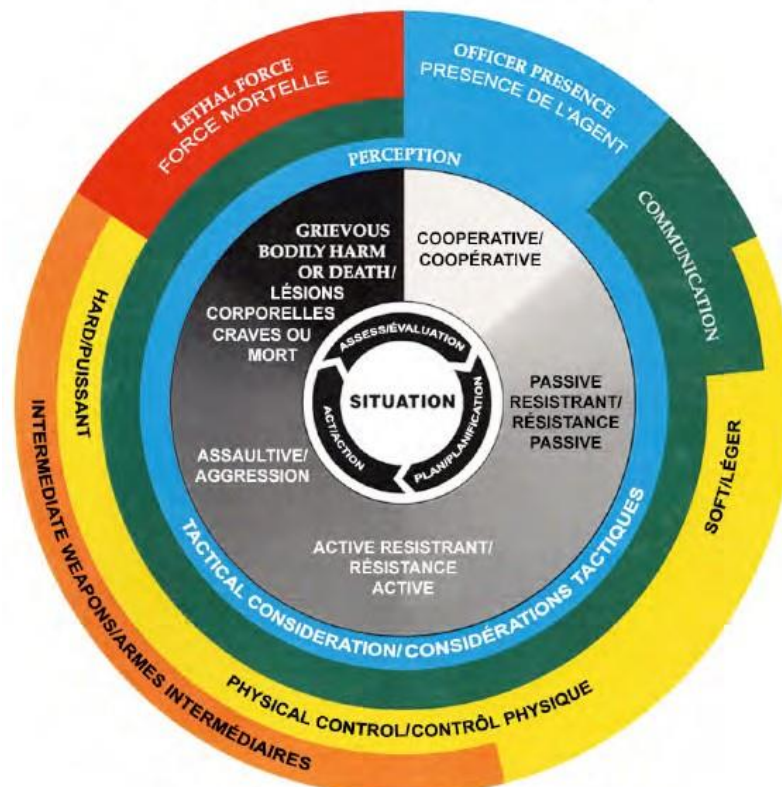 LETHAL FORCE
FORCE MORTELLE
OFFICER PRESENCE
PRESENCE DE L'AGENT
COMMUNICATION
PERCEPTION
GRIEVOUS
BODILY HARM
OR DEATH/
LÉSIONS
CORPORELLES
CRAVES OU
MORT
COOPERATIVE/
COOPÉRATIVE
ASSESS/ÉVALUATION
SITUATION
PLAN/PLANIFICATION
ACT/ACTION
PASSIVE
RESISTRANT/
RÉSISTANCE
PASSIVE
ASSAULTIVE/
AGGRESSION
ACTIVE RESISTRANT/
RÉSISTANCE
ACTIVE
HARD/PUISSANT
SOFT/LÉGER
TACTICAL CONSIDERATION/CONSIDÉRATIONS TACTIQUES
PHYSICAL CONTROL/CONTRÔL PHYSIQUE
INTERMEDIATE WEAPONS/ARMES INTERMÉDIAIRES